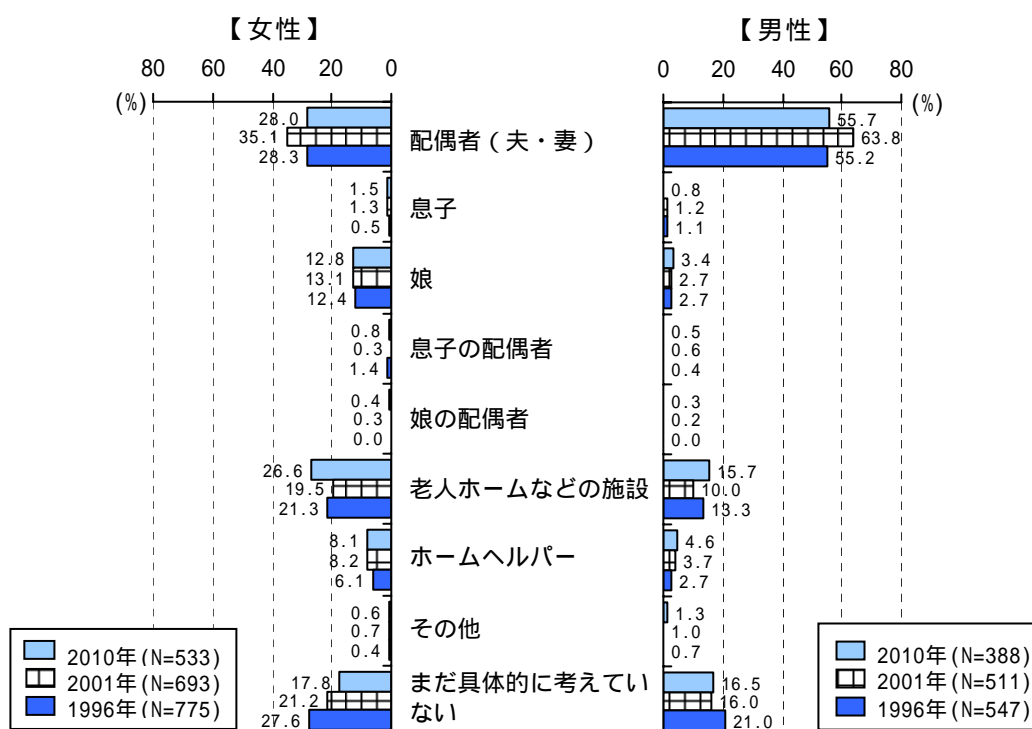 【女性】
【男性】
80 60 40 20 0
0 20 40 60 80
(%)
(%)
28.0
35.1
28.3
配偶者（夫・妻）
55.7
63.8
55.2
1.5
1.3
0.5
息子
0.8
1.2
1.1
12.8
13.1
12.4
娘
3.4
2.7
2.7
0.8
0.3
1.4
息子の配偶者
0.5
0.6
0.4
0.4
0.3
0.0
娘の配偶者
0.3
0.2
0.0
26.6
19.5
21.3
老人ホームなどの施設
15.7
10.0
13.3
8.1
8.2
6.1
ホームヘルパー
4.6
3.7
2.7
0.6
0.7
0.4
その他
1.3
1.0
0.7
17.8
21.2
27.6
まだ具体的に考えてい
ない
16.5
16.0
21.0
2010年(N=533)
2001年(N=693)
1996年(N=775)
2010年(N=388)
2001年(N=511)
1996年(N=547)